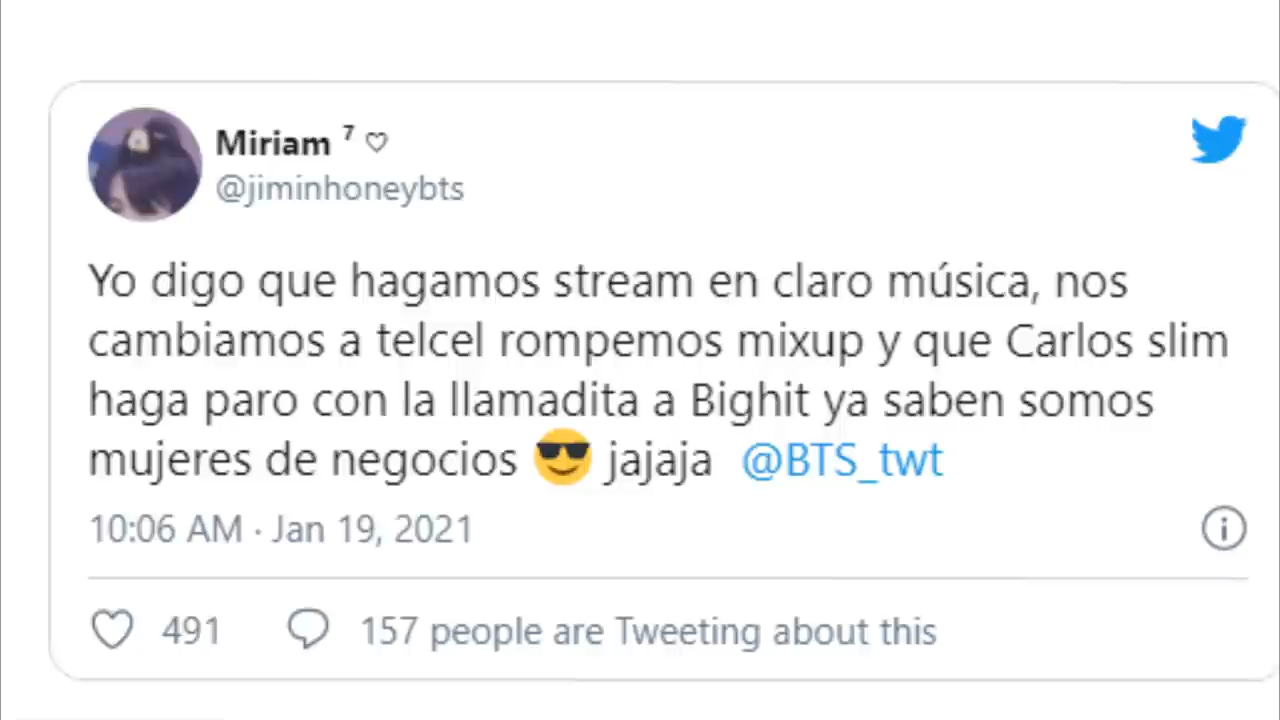 Miriam ⁷ ♡
@jiminhoneybts
Yo digo que hagamos stream en claro música, nos
cambiamos a telcel rompemos mixup y que Carlos slim
haga paro con la llamadita a Bighit ya saben somos
mujeres de negocios 😎 jajaja @BTS_twt
10:06 AM · Jan 19, 2021
491 157 people are Tweeting about this